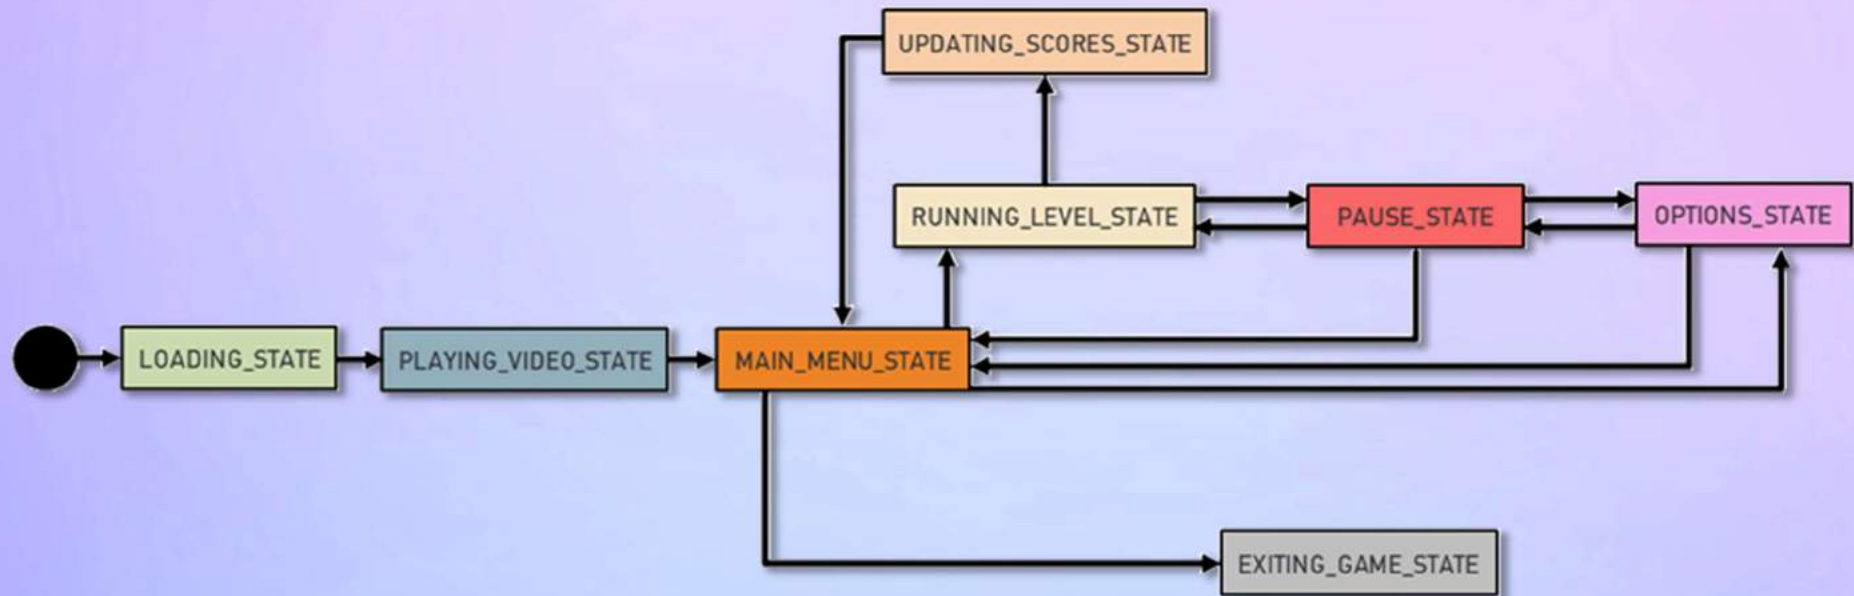 UPDATING_SCORES_STATE
RUNNING_LEVEL_STATE
PAUSE_STATE
OPTIONS_STATE
LOADING_STATE
PLAYING_VIDEO_STATE
MAIN_MENU_STATE
EXITING_GAME_STATE